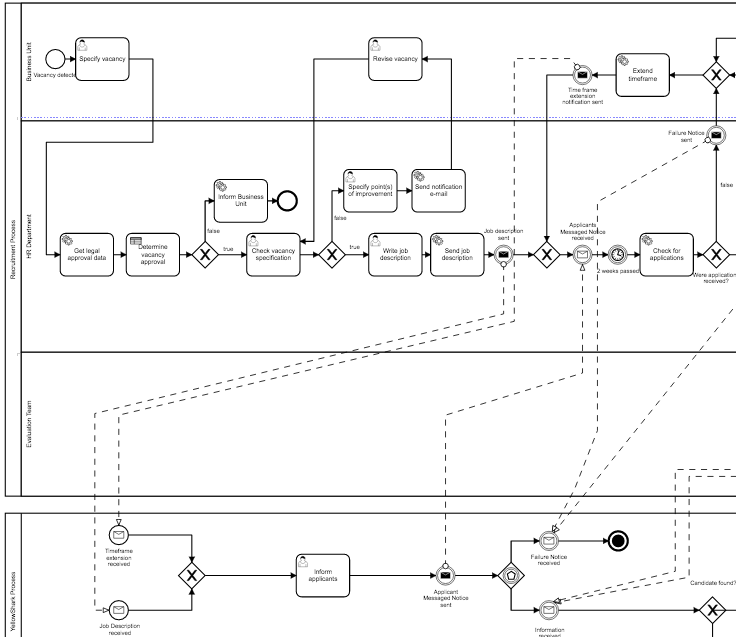 Recruitment Process
Business Unit
Vacancy detecte
Specify vacancy
Revise vacancy
Time frame
extension
notification sent
Extend
timeframe
HR Department
Failure Notice
sent
false
Inform Business
Unit
false
Specify point(s)
of improvement
Send notification
e-mail
false
Get legal
approval data
Determine
vacancy
approval
true
Check vacancy
specification
true
Write job
description
Send job
description
Job description
sent
Applicants
Messaged Notice
received
2 weeks passed
Check for
applications
Were application
received?
Evaluation Team
YellowShark Process
Timeframe
extension
received
Job Description
received
Inform
applicants
Applicant
Messaged Notice
sent
Failure Notice
received
Information
received
Candidate found?